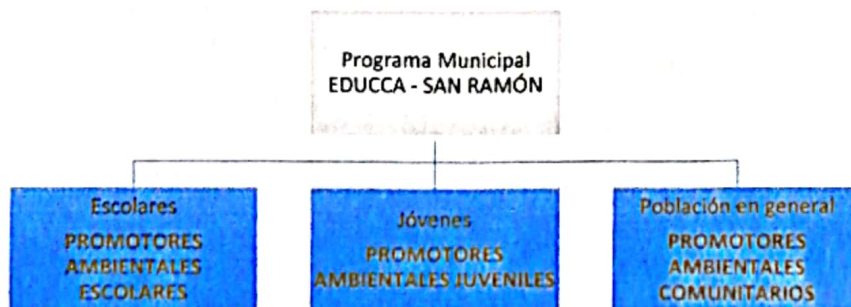 Programa Municipal
EDUCCA - SAN RAMÓN
Escolares
PROMOTORES
AMBIENTALES
ESCOLARES
Jóvenes
PROMOTORES
AMBIENTALES JUVENILES
Población en general
PROMOTORES
AMBIENTALES
COMUNITARIOS